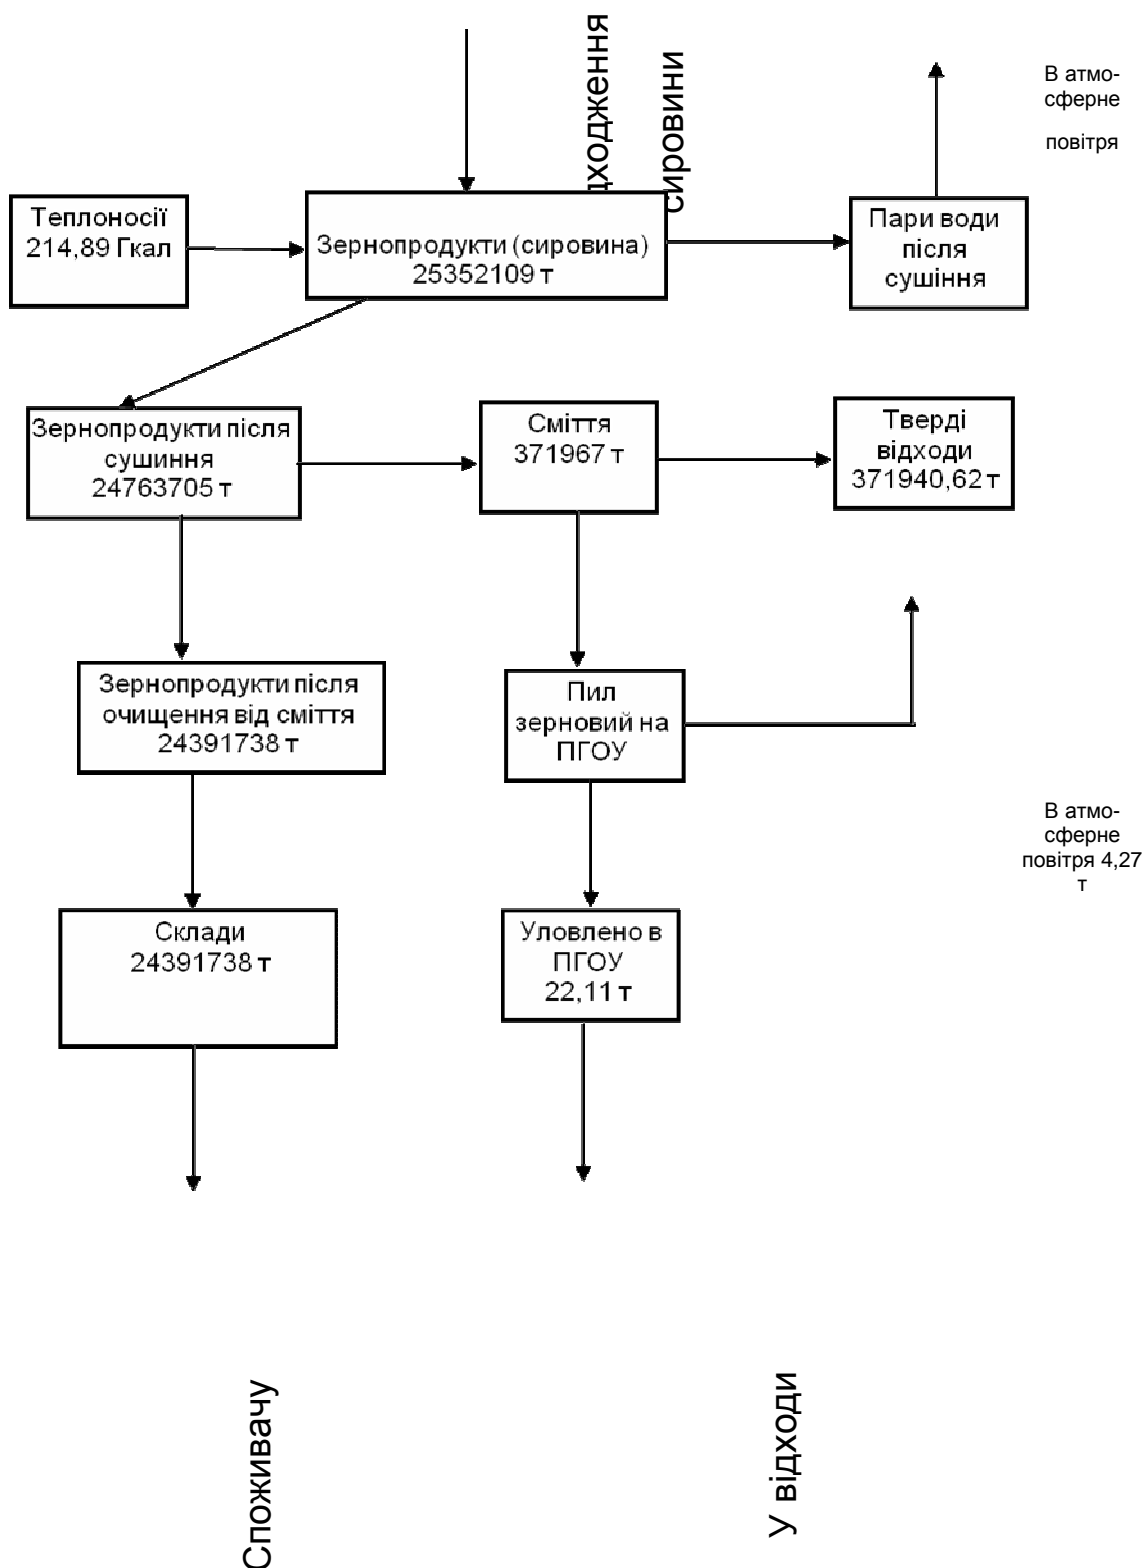 дходження
сировини
В атмо-
сферне
повітря
Теплоносії
214,89 Гкал
Зернопродукти (сировина)
25352109 т
Пари води
після
сушіння
Зернопродукти після
сушиння
24763705 т
Сміття
371967 т
Тверді
відходи
371940,62 т
Зернопродукти після
очищення від сміття
24391738 т
Пил
зерновий на
ПГОУ
В атмо-
сферне
повітря 4,27
т
Склади
24391738 т
Уловлено в
ПГОУ
22,11 т
Споживачу
У відходи